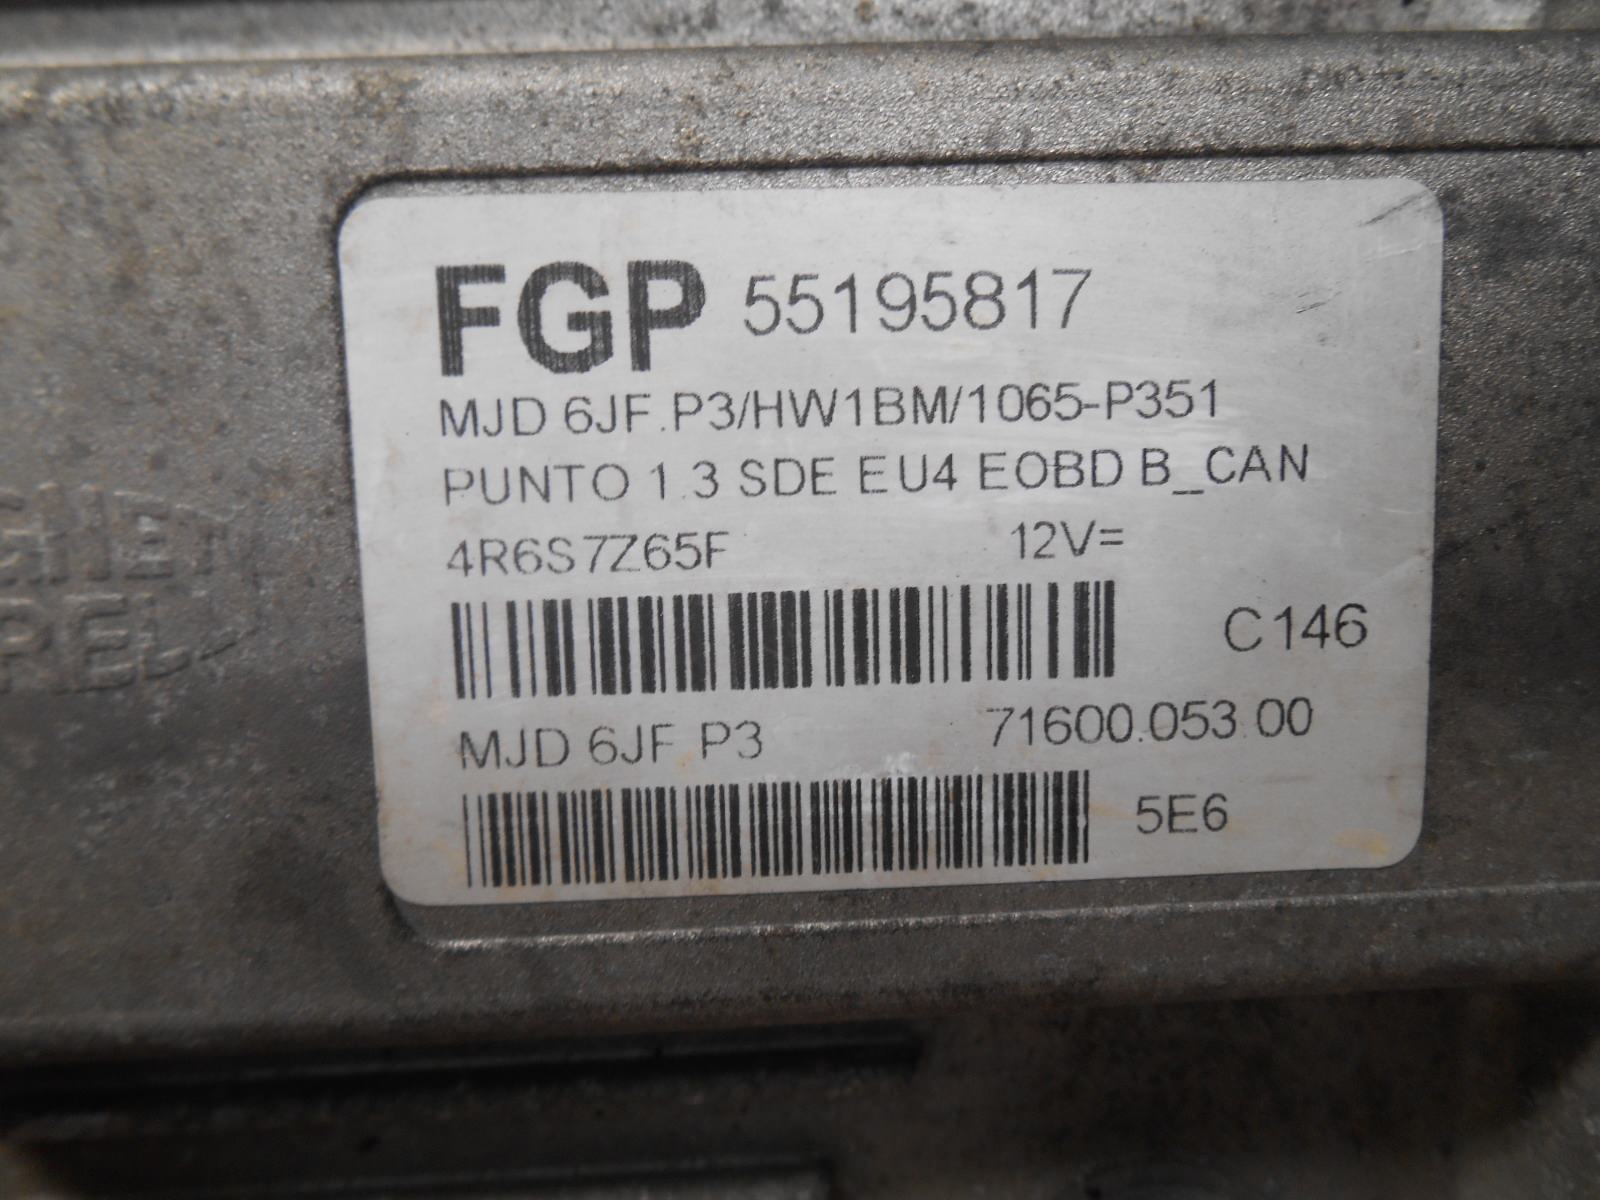 FGP 55195817
MJD 6JF.P3/HW1BM/1065-P351
PUNTO 1.3 SDE EU4 EOBD B_CAN
4R6S7Z65F 12V=
C146
MJD 6JF P3 71600.053.00
5E6